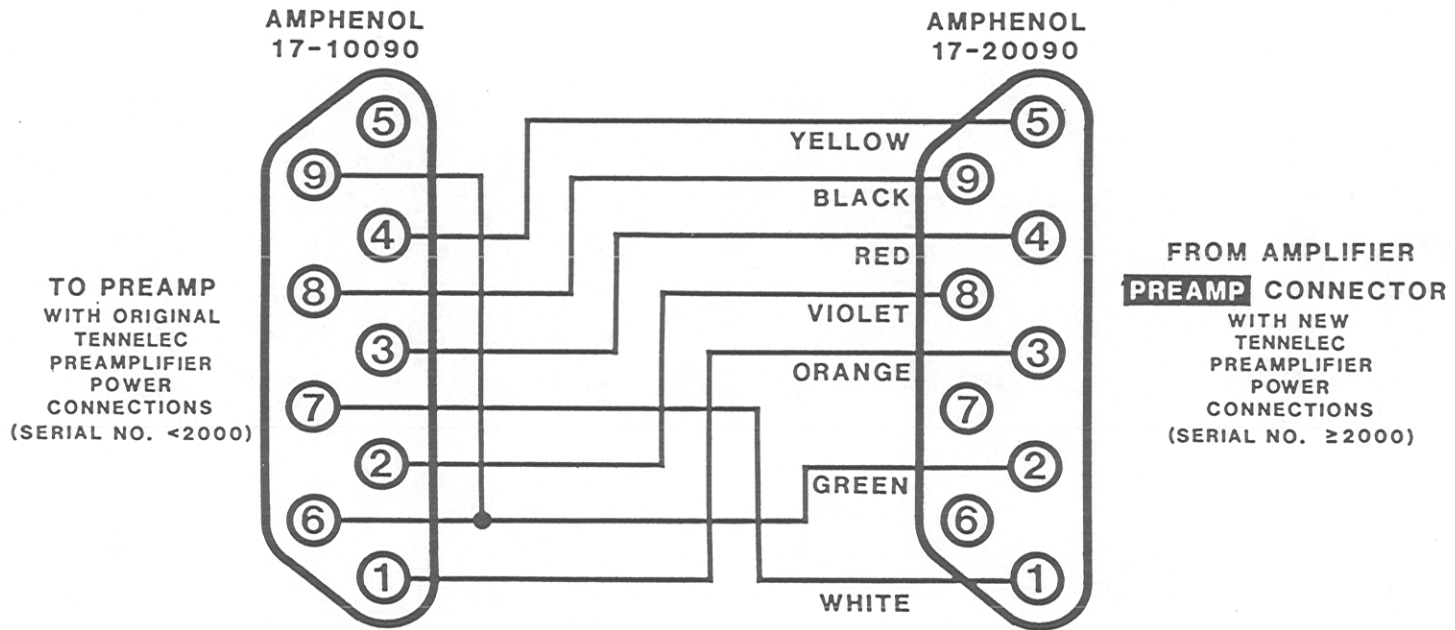 AMPHENOL
17-10090
AMPHENOL
17-20090
5
9
4
8
3
7
2
6
1
YELLOW
BLACK
RED
VIOLET
ORANGE
GREEN
WHITE
5
9
4
8
3
7
2
6
1
TO PREAMP
WITH ORIGINAL
TENNELEC
PREAMPLIFIER
POWER
CONNECTIONS
(SERIAL NO. <2000)
FROM AMPLIFIER
PREAMP CONNECTOR
WITH NEW
TENNELEC
PREAMPLIFIER
POWER
CONNECTIONS
(SERIAL NO. ≥2000)